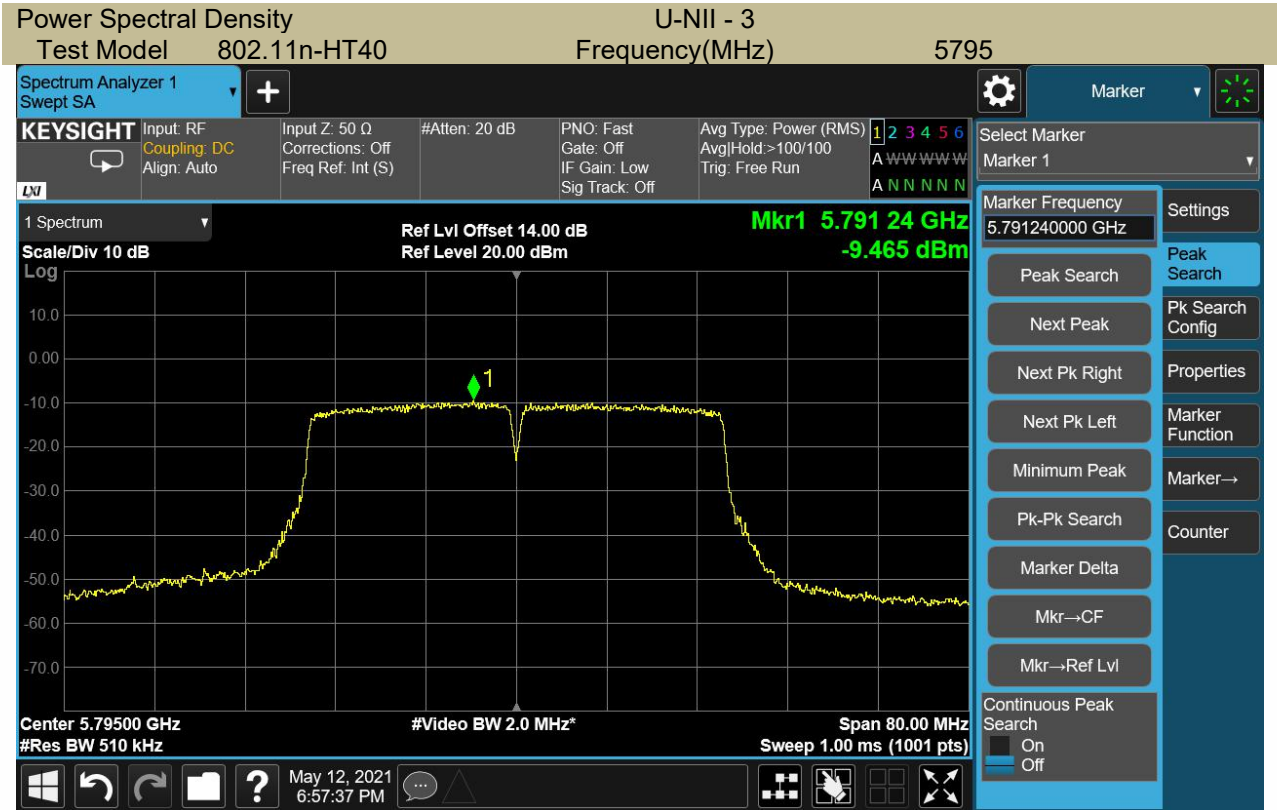 Power Spectral Density U-NII - 3
Test Model 802.11n-HT40 Frequency(MHz) 5795
Spectrum Analyzer 1
Swept SA
+
Marker
KEYSIGHT
LXI
Input: RF
Coupling: DC
Align: Auto
Input Z: 50 Ω
Corrections: Off
Freq Ref: Int (S)
#Atten: 20 dB
PNO: Fast
Gate: Off
IF Gain: Low
Sig Track: Off
Avg Type: Power (RMS)
Avg|Hold:>100/100
Trig: Free Run
1 2 3 4 5 6
A W W W W W
A N N N N N
Select Marker
Marker 1
1 Spectrum
Scale/Div 10 dB
Log
Ref Lvl Offset 14.00 dB
Ref Level 20.00 dBm
Mkr1 5.791 24 GHz
-9.465 dBm
10.0
0.00
-10.0
-20.0
-30.0
-40.0
-50.0
-60.0
-70.0
1
Center 5.79500 GHz
#Res BW 510 kHz
#Video BW 2.0 MHz*
Span 80.00 MHz
Sweep 1.00 ms (1001 pts)
Marker Frequency
5.791240000 GHz
Peak Search
Next Peak
Next Pk Right
Next Pk Left
Minimum Peak
Pk-Pk Search
Marker Delta
Mkr→CF
Mkr→Ref Lvl
Continuous Peak
Search
On
Off
Settings
Peak
Search
Pk Search
Config
Properties
Marker
Function
Marker→
Counter
?
May 12, 2021
6:57:37 PM